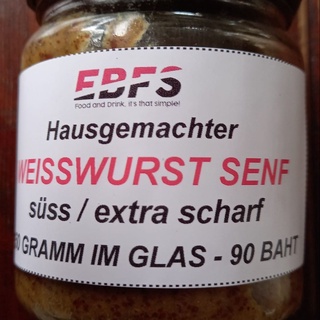 EBFS
Food and Drink, it's that simple!
Hausgemachter
WEISSWURST SENF
süss / extra scharf
GRAMM IM GLAS - 90 BAHT